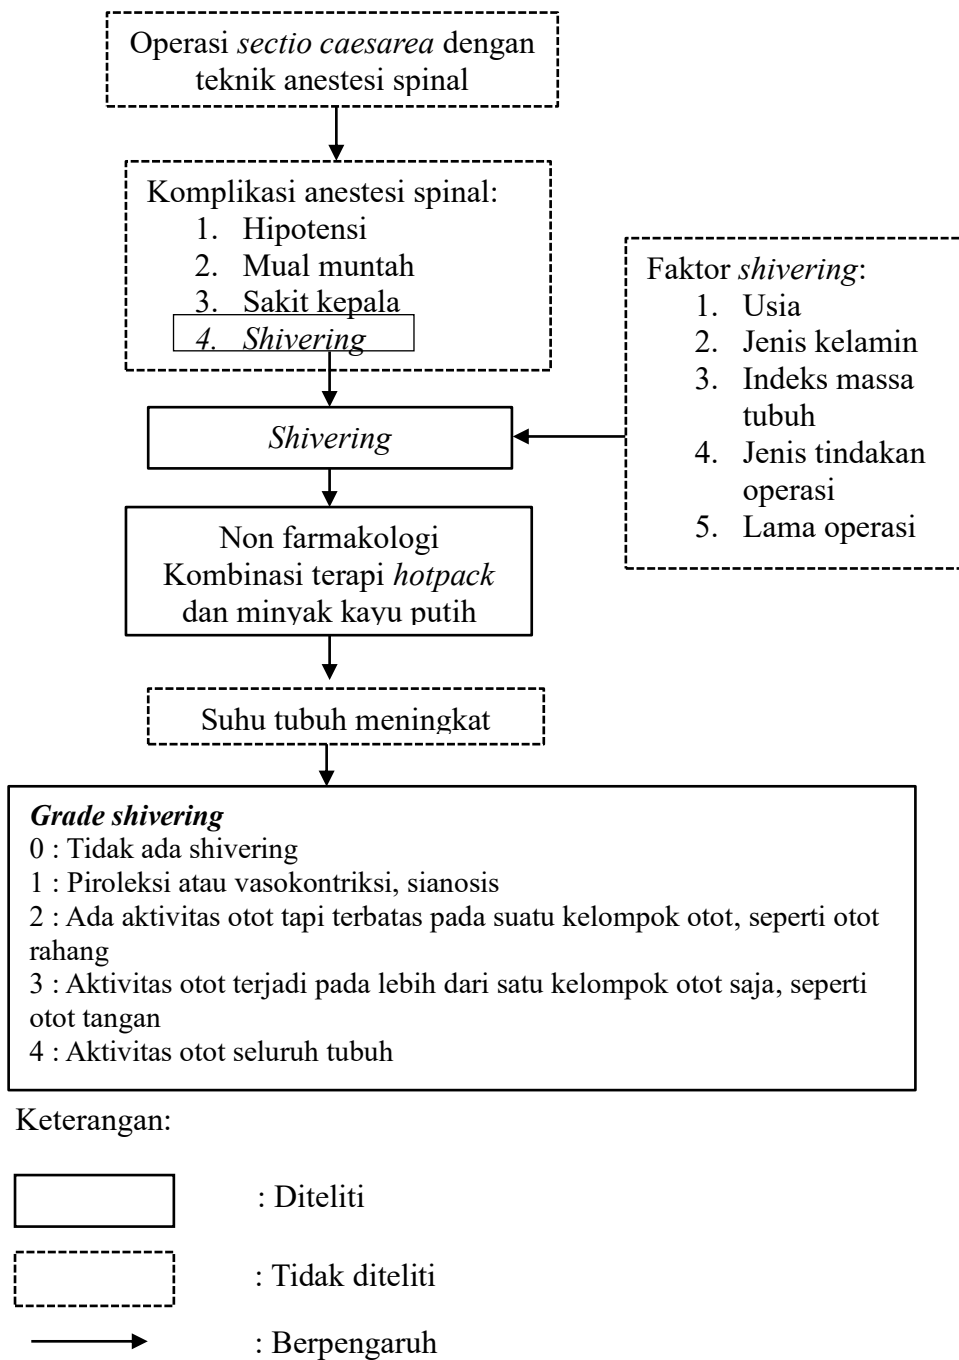 Operasi sectio caesarea dengan
teknik anestesi spinal
Komplikasi anestesi spinal:
1. Hipotensi
2. Mual muntah
3. Sakit kepala
4. Shivering
Faktor shivering:
1. Usia
2. Jenis kelamin
3. Indeks massa
tubuh
4. Jenis tindakan
operasi
5. Lama operasi
Shivering
Non farmakologi
Kombinasi terapi hotpack
dan minyak kayu putih
Suhu tubuh meningkat
Grade shivering
0 : Tidak ada shivering
1 : Piroleksi atau vasokontriksi, sianosis
2 : Ada aktivitas otot tapi terbatas pada suatu kelompok otot, seperti otot
rahang
3 : Aktivitas otot terjadi pada lebih dari satu kelompok otot saja, seperti
otot tangan
4 : Aktivitas otot seluruh tubuh
Keterangan:
: Diteliti
: Tidak diteliti
: Berpengaruh